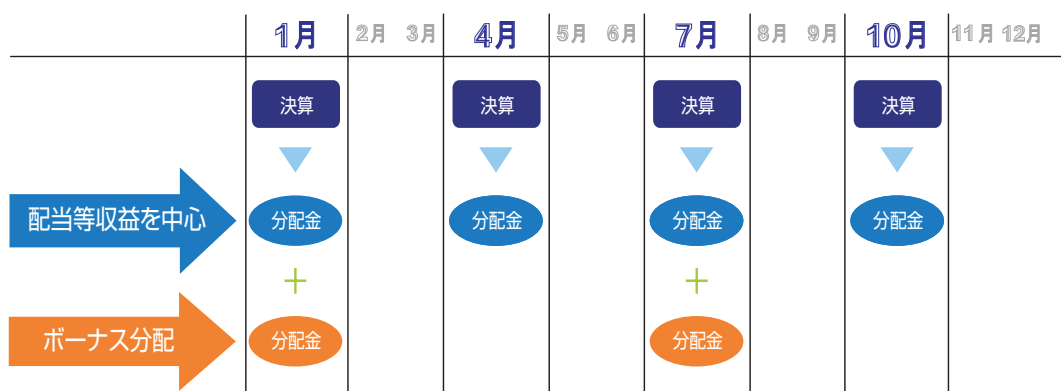 1月 2月 3月 4月 5月 6月 7月 8月 9月 10月 11月 12月
決算 決算 決算 決算
配当等収益を中心 分配金 分配金 分配金 分配金
+ +
ボーナス分配 分配金 分配金